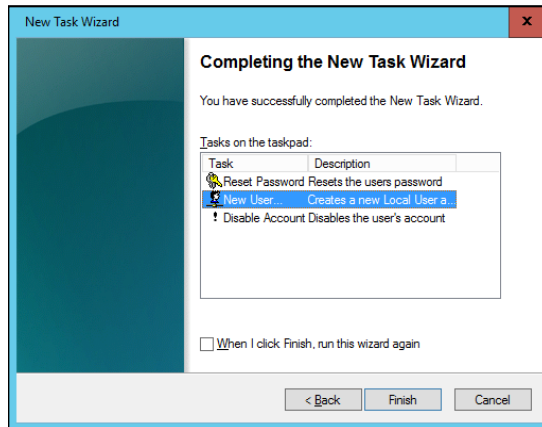 New Task Wizard
x
Completing the New Task Wizard
You have successfully completed the New Task Wizard.
Tasks on the taskpad:
Task Description
Reset Password Resets the users password
New User... Creates a new Local User a...
Disable Account Disables the user's account
When I click Finish, run this wizard again
< Back Finish Cancel